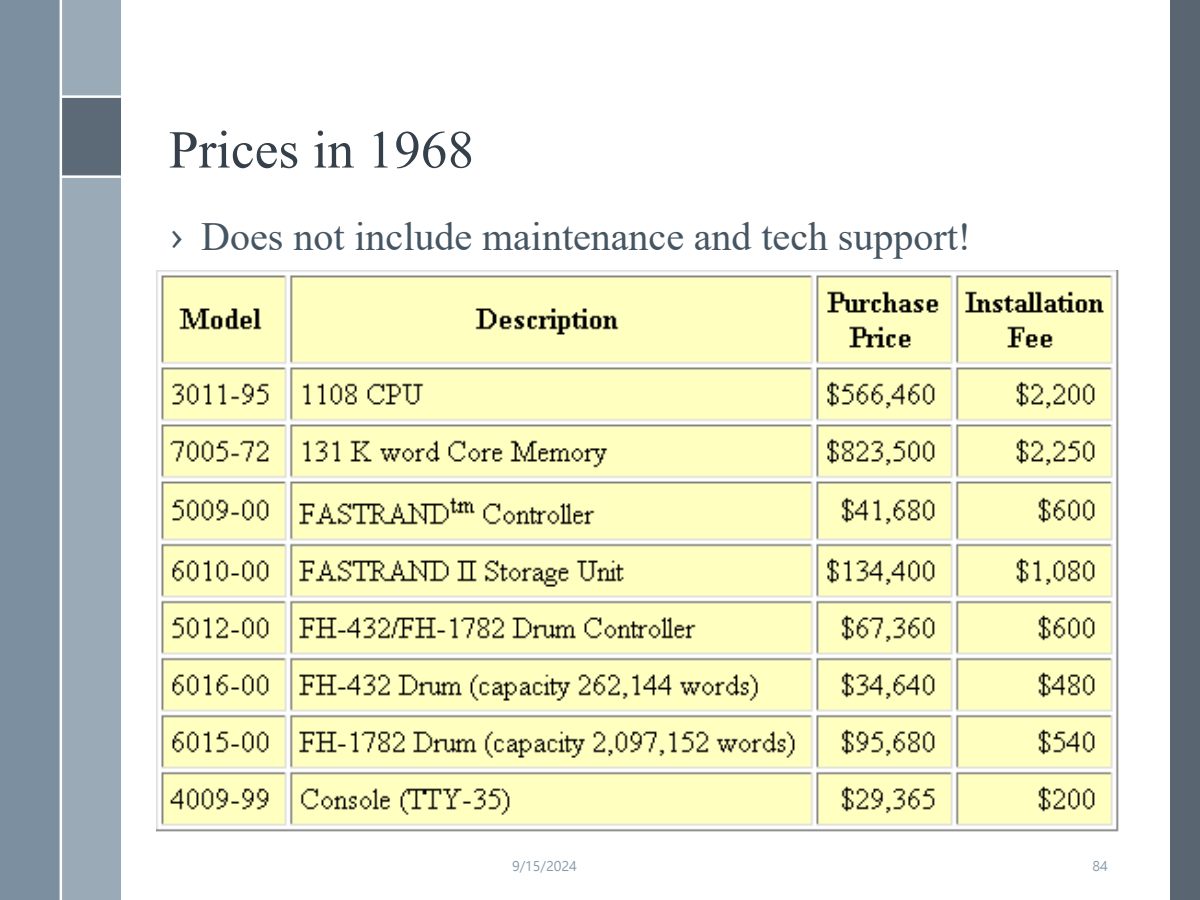 Prices in 1968
› Does not include maintenance and tech support!
Model Description Purchase Price Installation Fee
3011-95 1108 CPU $566,460 $2,200
7005-72 131 K word Core Memory $823,500 $2,250
5009-00 FASTRANDtm Controller $41,680 $600
6010-00 FASTRAND II Storage Unit $134,400 $1,080
5012-00 FH-432/FH-1782 Drum Controller $67,360 $600
6016-00 FH-432 Drum (capacity 262,144 words) $34,640 $480
6015-00 FH-1782 Drum (capacity 2,097,152 words) $95,680 $540
4009-99 Console (TTY-35) $29,365 $200
9/15/2024 84